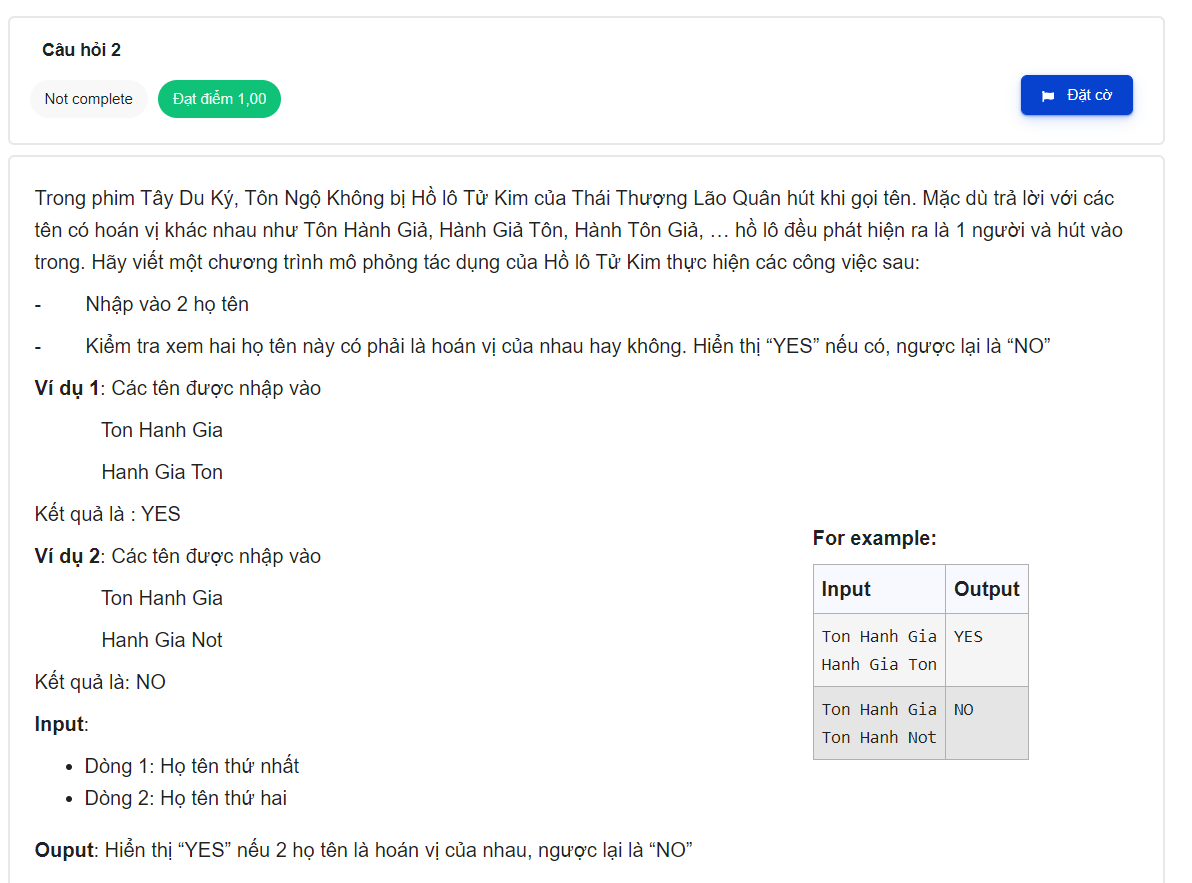 Câu hỏi 2
Not complete
Đạt điểm 1,00
Đặt cờ
Trong phim Tây Du Ký, Tôn Ngộ Không bị Hồ lô Tử Kim của Thái Thượng Lão Quân hút khi gọi tên. Mặc dù trả lời với các
tên có hoán vị khác nhau như Tôn Hành Giả, Hành Giả Tôn, Hành Tôn Giả, … hồ lô đều phát hiện ra là 1 người và hút vào
trong. Hãy viết một chương trình mô phỏng tác dụng của Hồ lô Tử Kim thực hiện các công việc sau:
- Nhập vào 2 họ tên
- Kiểm tra xem hai họ tên này có phải là hoán vị của nhau hay không. Hiển thị “YES” nếu có, ngược lại là “NO”
Ví dụ 1: Các tên được nhập vào
Ton Hanh Gia
Hanh Gia Ton
Kết quả là : YES
Ví dụ 2: Các tên được nhập vào
Ton Hanh Gia
Hanh Gia Not
Kết quả là: NO
Input:
• Dòng 1: Họ tên thứ nhất
• Dòng 2: Họ tên thứ hai
Ouput: Hiển thị “YES” nếu 2 họ tên là hoán vị của nhau, ngược lại là “NO”
For example:
Input Output
Ton Hanh Gia YES
Hanh Gia Ton
Ton Hanh Gia NO
Ton Hanh Not